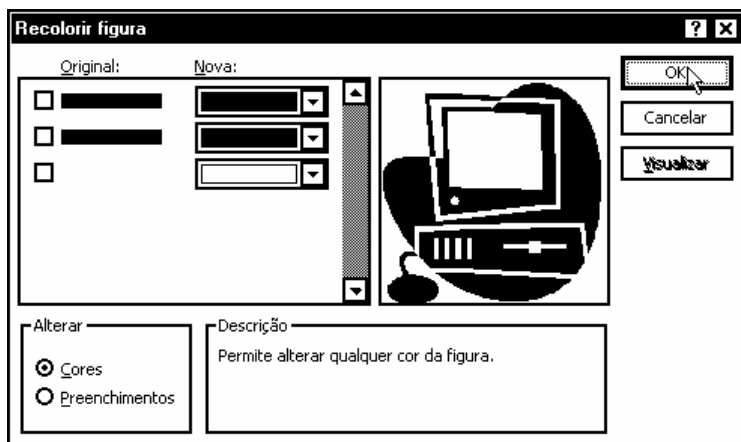 Recolorir figura
Original: Nova:
OK
Cancelar
Visualizar
Alterar
Cores
Preenchimentos
Descrição
Permite alterar qualquer cor da figura.